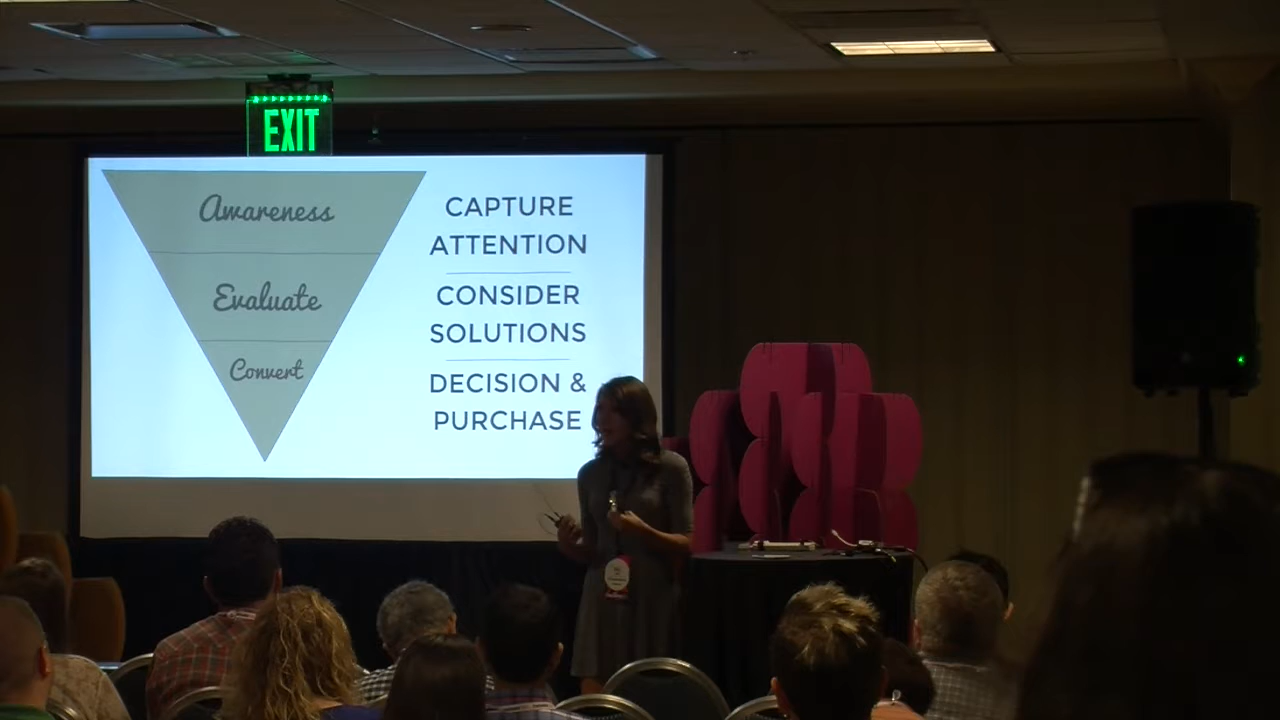 EXIT
Awareness
CAPTURE
ATTENTION
Evaluate
CONSIDER
SOLUTIONS
Convert
DECISION &
PURCHASE